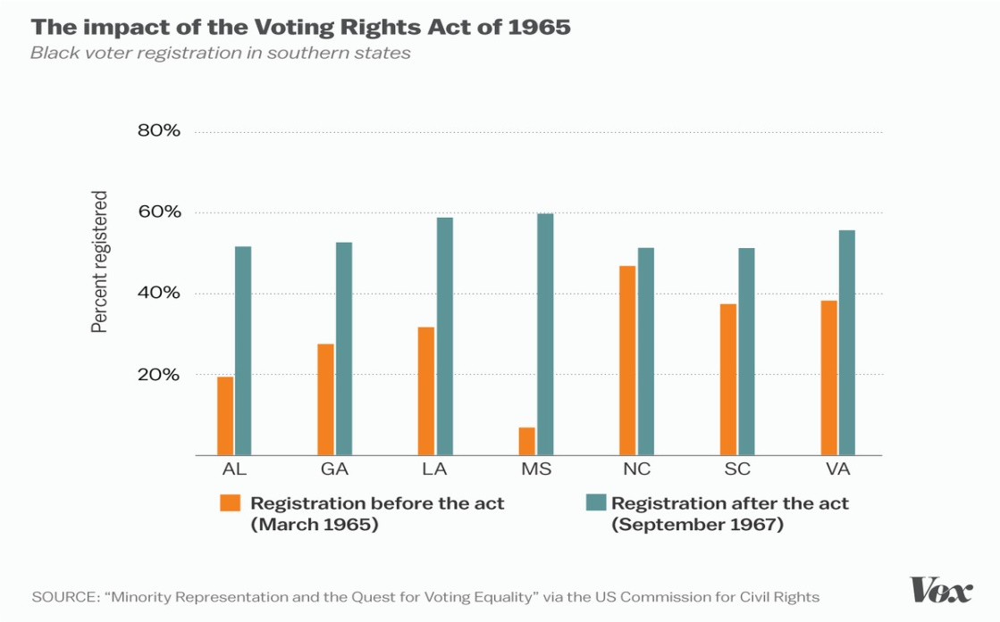 The impact of the Voting Rights Act of 1965
Black voter registration in southern states
80%
60%
40%
20%
Percent registered
AL GA LA MS NC SC VA
Registration before the act
(March 1965)
Registration after the act
(September 1967)
SOURCE: “Minority Representation and the Quest for Voting Equality” via the US Commission for Civil Rights
Vox